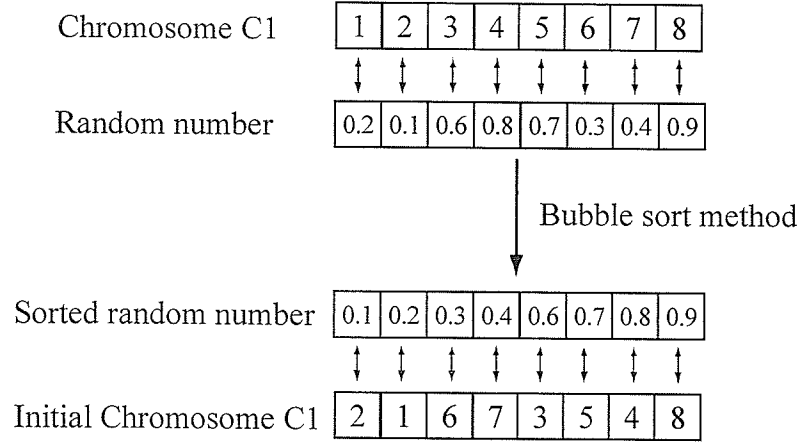 Chromosome C1 1 2 3 4 5 6 7 8
Random number 0.2 0.1 0.6 0.8 0.7 0.3 0.4 0.9
Bubble sort method
Sorted random number 0.1 0.2 0.3 0.4 0.6 0.7 0.8 0.9
Initial Chromosome C1 2 1 6 7 3 5 4 8